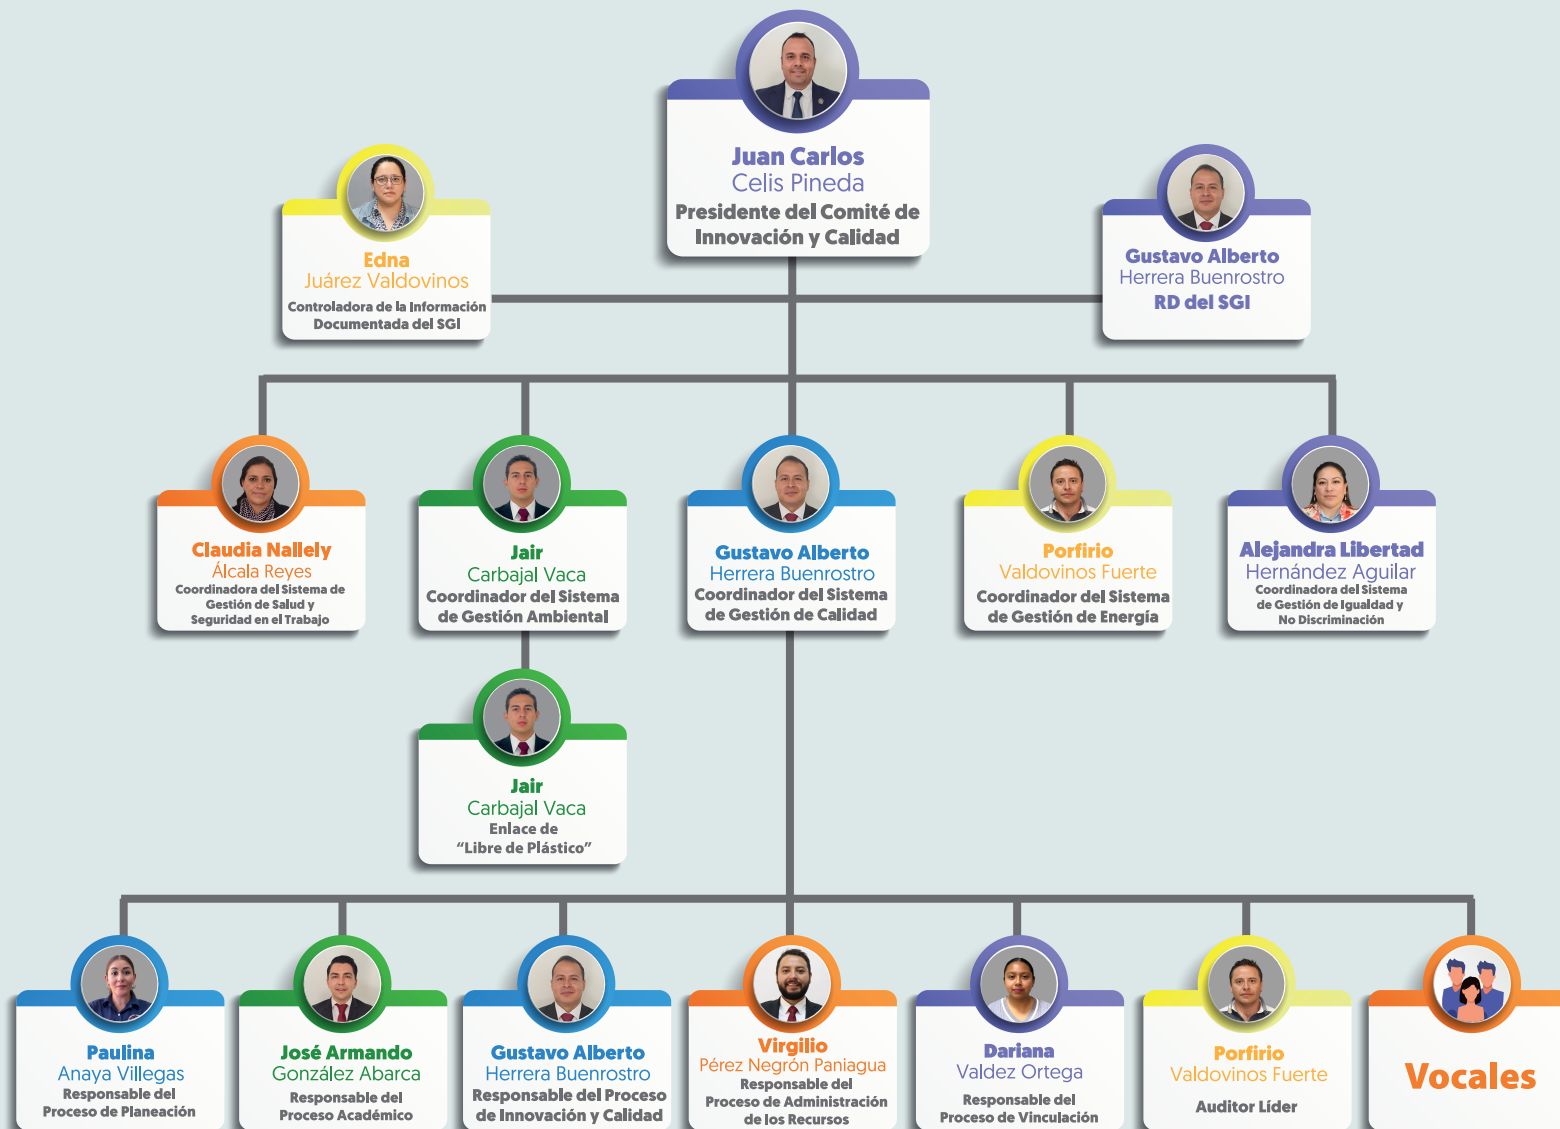 Juan Carlos
Celis Pineda
Presidente del Comité de
Innovación y Calidad
Edna
Juárez Valdovinos
Controladora de la Información
Documentada del SGI
Gustavo Alberto
Herrera Buenrostro
RD del SGI
Claudia Nallely
Álcala Reyes
Coordinadora del Sistema de
Gestión de Salud y
Seguridad en el Trabajo
Jair
Carbajal Vaca
Coordinador del Sistema
de Gestión Ambiental
Gustavo Alberto
Herrera Buenrostro
Coordinador del Sistema
de Gestión de Calidad
Porfirio
Valdovinos Fuerte
Coordinador del Sistema
de Gestión de Energía
Alejandra Libertad
Hernández Aguilar
Coordinadora del Sistema
de Gestión de Igualdad y
No Discriminación
Jair
Carbajal Vaca
Enlace de
“Libre de Plástico”
Paulina
Anaya Villegas
Responsable del
Proceso de Planeación
José Armando
González Abarca
Responsable del
Proceso Académico
Gustavo Alberto
Herrera Buenrostro
Responsable del Proceso
de Innovación y Calidad
Virgilio
Pérez Negrón Paniagua
Responsable del
Proceso de Administración
de los Recursos
Dariana
Valdez Ortega
Responsable del
Proceso de Vinculación
Porfirio
Valdovinos Fuerte
Auditor Líder
Vocales